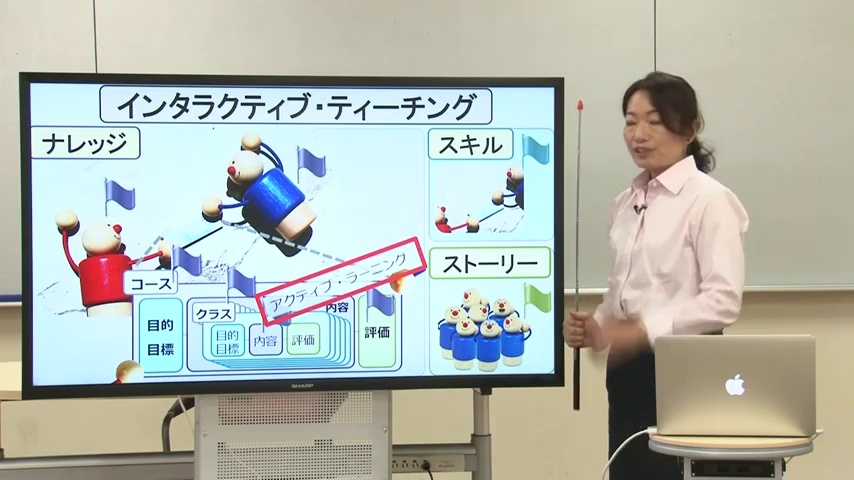 インタラクティブ・ティーチング
ナレッジ
スキル
ストーリー
アクティブ・ラーニング
コース
目的
目標
クラス
目的
目標
内容
評価
内容
評価
SHARP